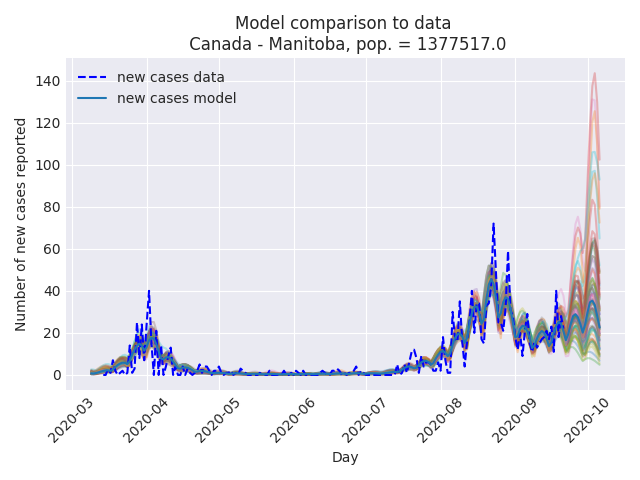 Model comparison to data
Canada - Manitoba, pop. = 1377517.0
new cases data
new cases model
Number of new cases reported
140
120
100
80
60
40
20
0
2020-03
2020-04
2020-05
2020-06
2020-07
2020-08
2020-09
2020-10
Day